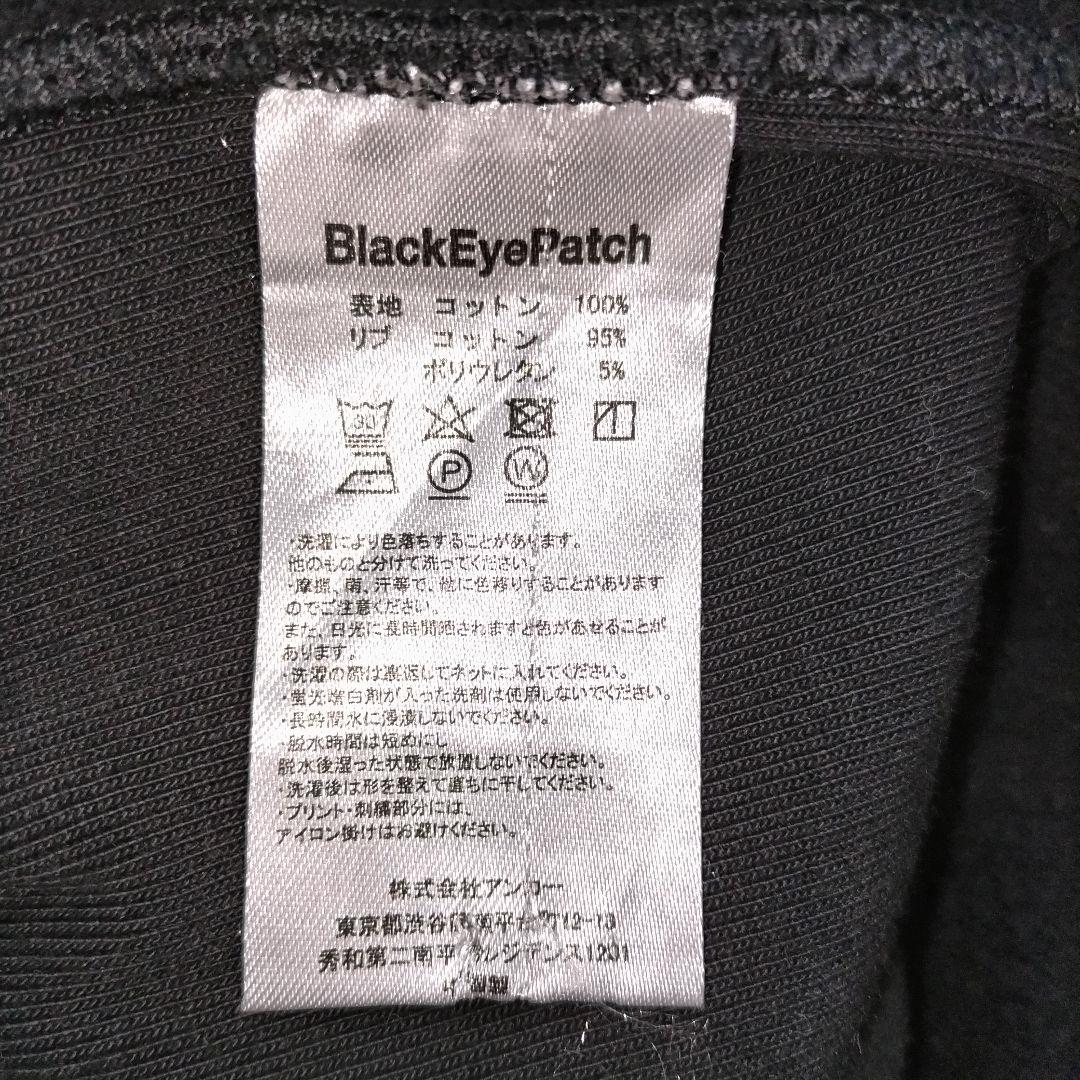 BlackEyePatch
表地 コットン 100%
リブ コットン 95%
ポリウレタン 5%
30
P
W
・洗濯により色落ちすることがあります。
他のものと分けて洗ってください。
・摩擦、雨、汗等で、他に色移りすることがあります
のでご注意ください。
また、日光に長時間晒されますと色があせることが
あります。
・洗濯の際は裏返してネットに入れてください。
・蛍光増白剤が入った洗剤は使用しないでください。
・長時間水に浸漬しないでください。
・脱水時間は短めにし
脱水後湿った状態で放置しないでください。
・洗濯後は形を整えて直ちに干してください。
・プリント・刺繍部分には、
アイロン掛けはお避けください。
株式会社アンカー
東京都渋谷区南平
秀和第二南平 レジデンス1201